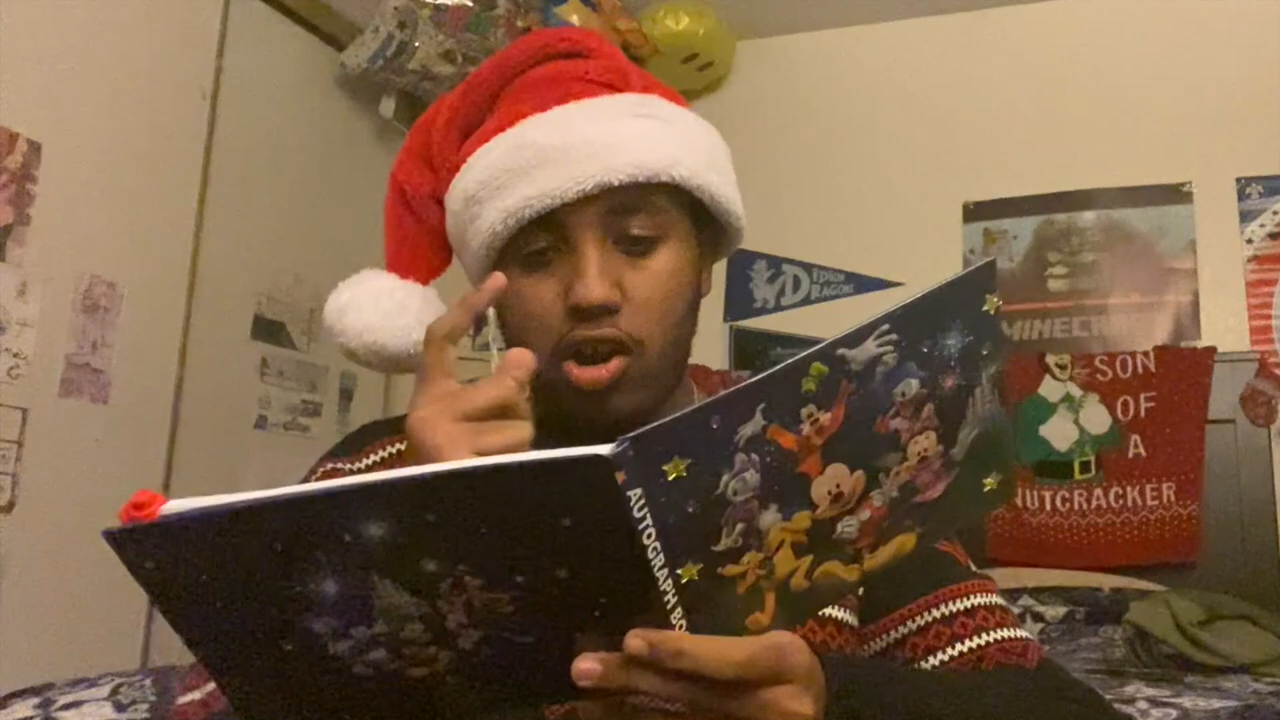 D EDISON
DRAGONS
MINECR
SON
OF
A
NUTCRACKER
AUTOGRAPH BO